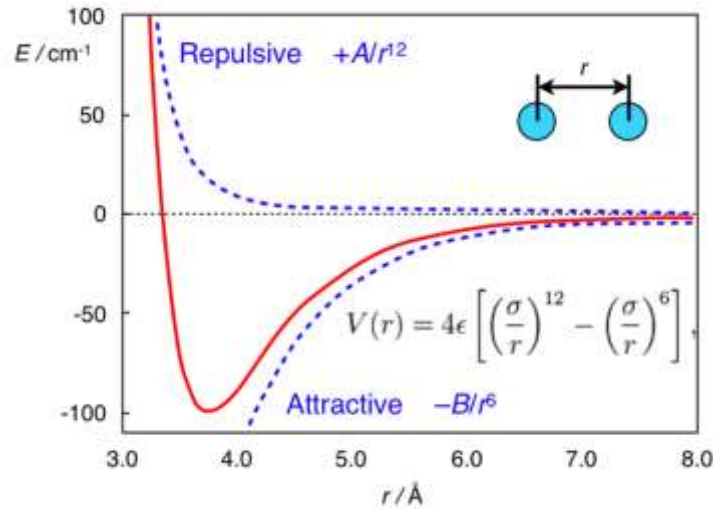 100
E / cm⁻¹
Repulsive +A/r¹²
r
50
0
-50
V(r) = 4ϵ [ (σ/r)¹² − (σ/r)⁶ ] ,
-100
Attractive −B/r⁶
3.0 4.0 5.0 6.0 7.0 8.0
r / Å